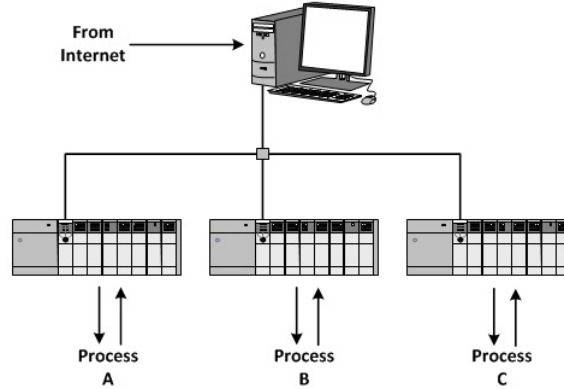 From
Internet
Process
A
Process
B
Process
C